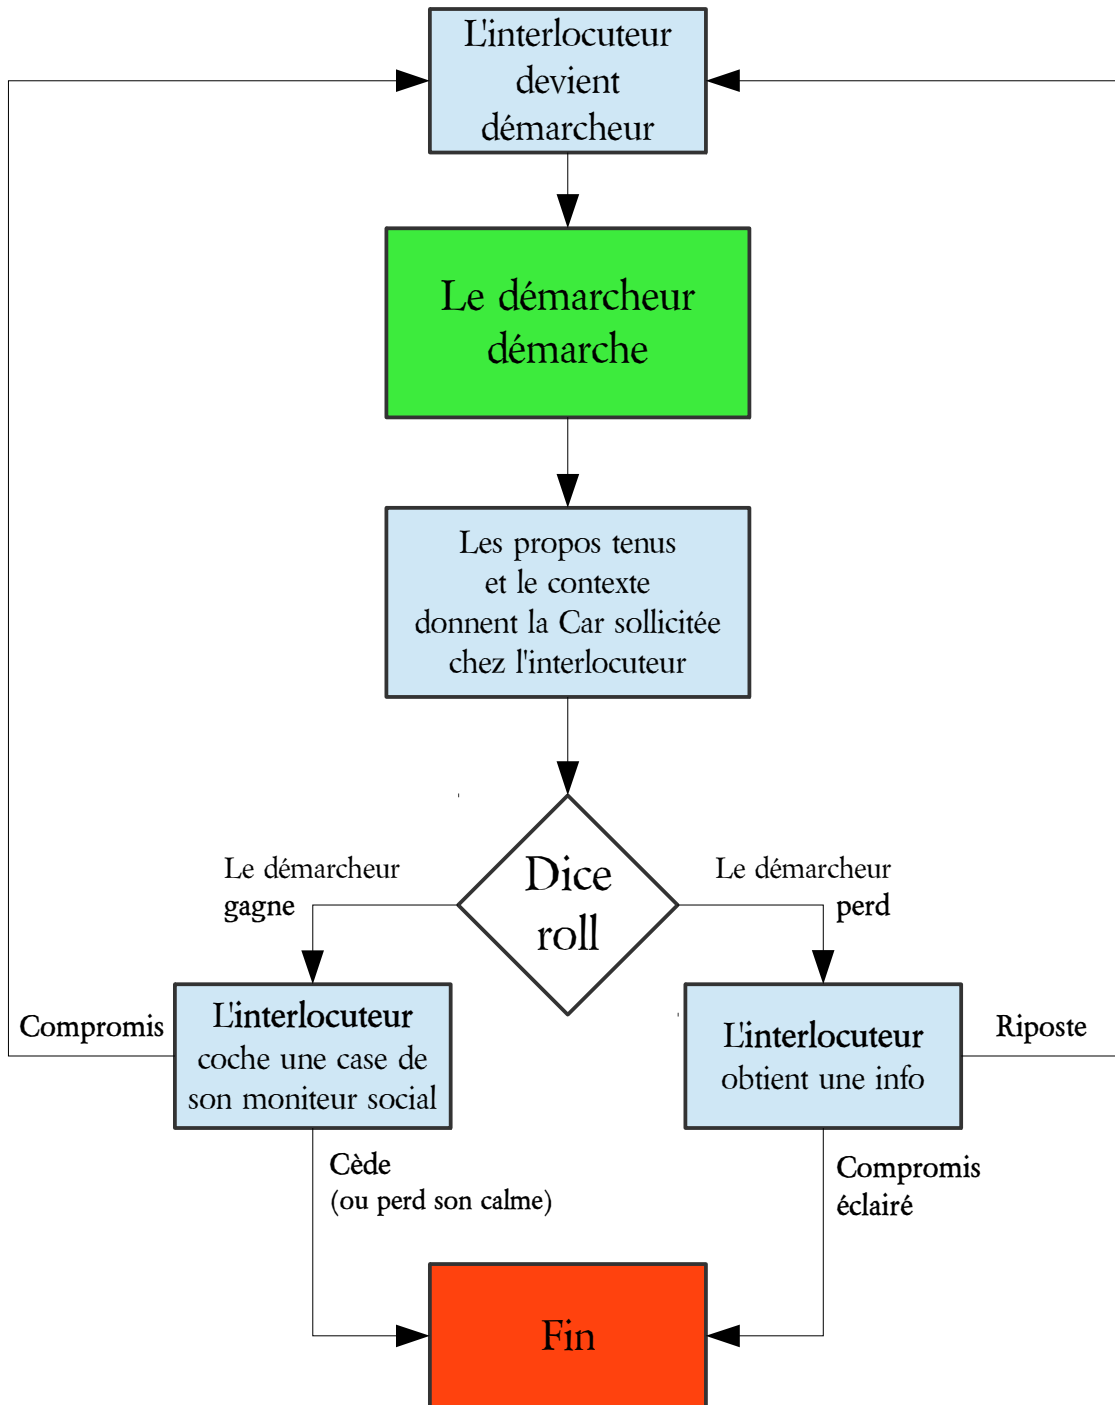 L'interlocuteur
devient
démarcheur
Le démarcheur
démarche
Les propos tenus
et le contexte
donnent la Car sollicitée
chez l'interlocuteur
Dice
roll
Le démarcheur
gagne
Le démarcheur
perd
Compromis
L'interlocuteur
coche une case de
son moniteur social
L'interlocuteur
obtient une info
Riposte
Cède
(ou perd son calme)
Compromis
éclairé
Fin